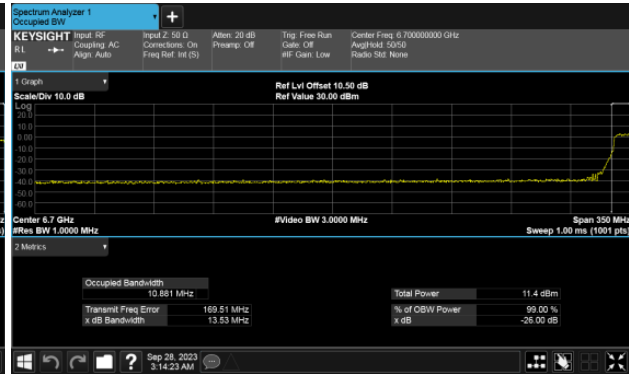 Spectrum Analyzer 1
Occupied BW
+
KEYSIGHT Input: RF Input Z: 50 Ω Atten: 20 dB Trig: Free Run Center Freq: 6.700000000 GHz
RL Coupling: AC Corrections: On Preamp: Off Gate: Off Avg|Hold: 50/50
Align: Auto Freq Ref: Int (S) #IF Gain: Low Radio Std: None
LXI
1 Graph
Ref Lvl Offset 10.50 dB
Scale/Div 10.0 dB Ref Value 30.00 dBm
Log
20.0
10.0
0.00
-10.0
-20.0
-30.0
-40.0
-50.0
-60.0
Center 6.7 GHz #Video BW 3.0000 MHz Span 350 MHz
#Res BW 1.0000 MHz Sweep 1.00 ms (1001 pts)
2 Metrics
Occupied Bandwidth
10.881 MHz Total Power 11.4 dBm
Transmit Freq Error 169.51 MHz % of OBW Power 99.00 %
x dB Bandwidth 13.53 MHz x dB -26.00 dB
? Sep 28, 2023
3:14:23 AM